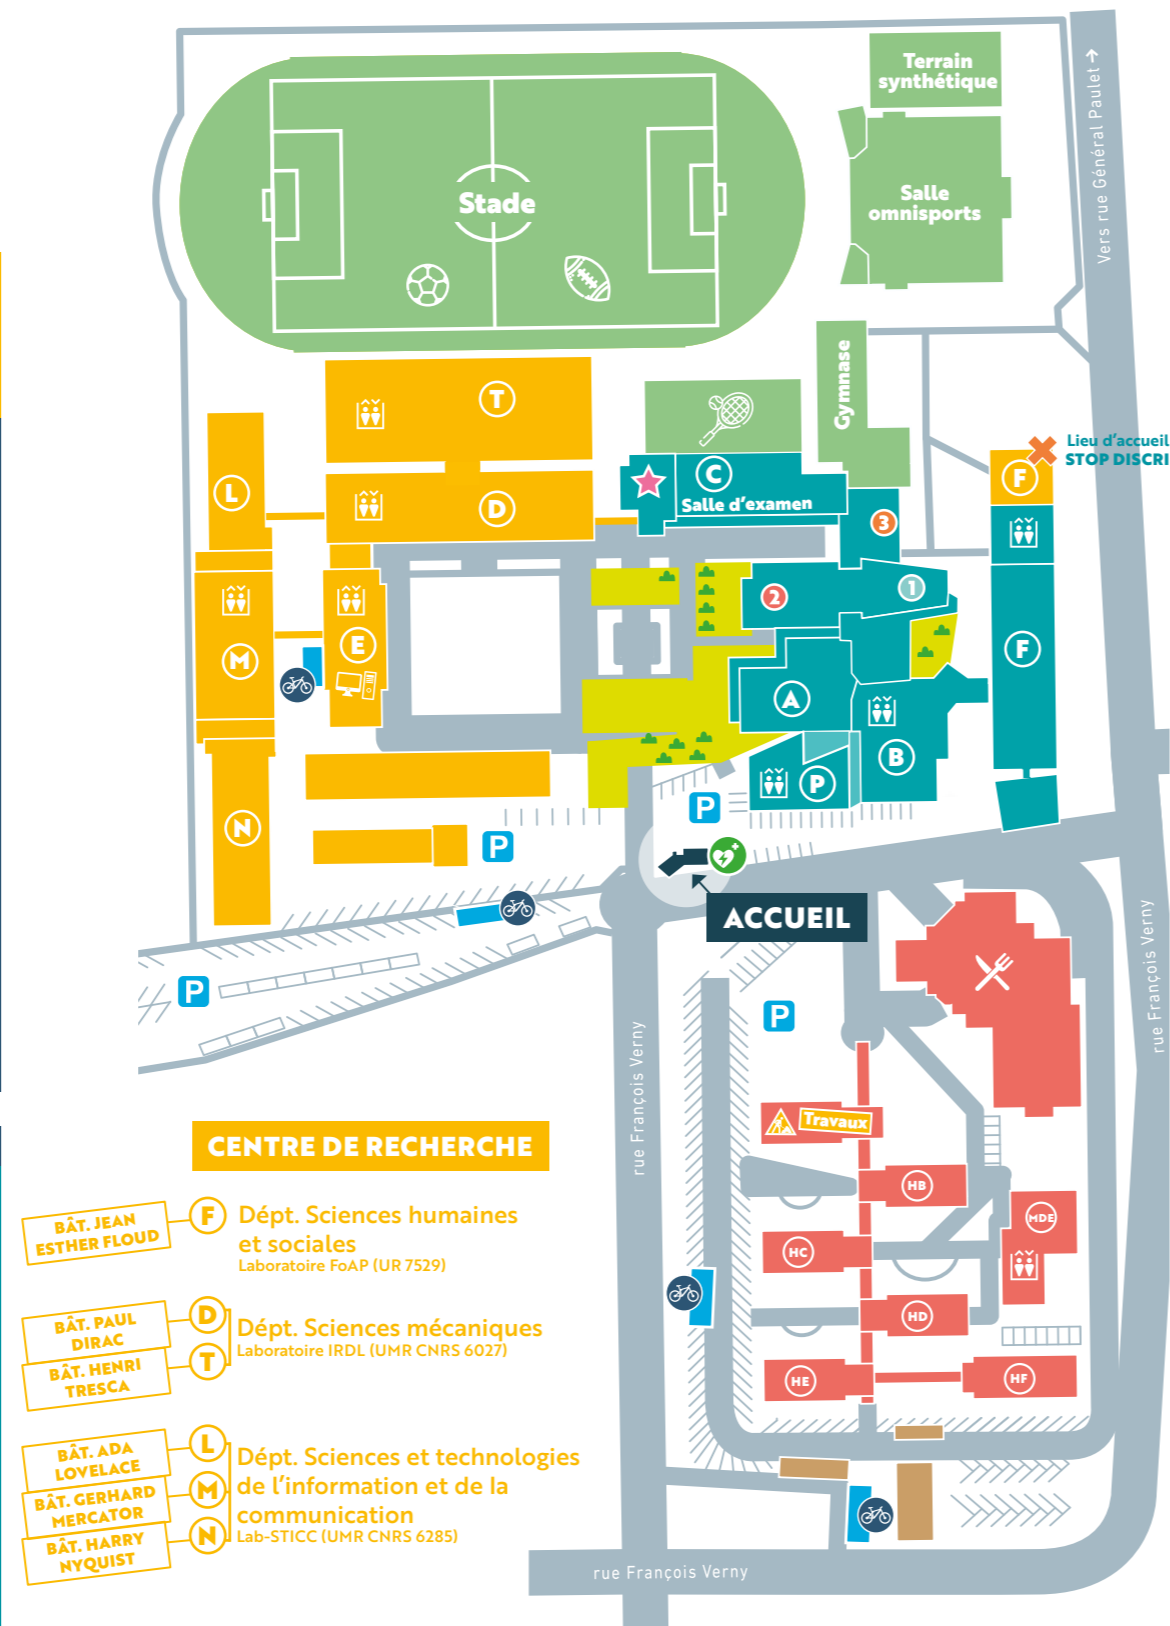 Terrain
synthétique
Vers rue Général Paulet →
Stade
Salle
omnisports
Gymnase
T
Lieu d'accueil
STOP DISCRI
C
F
L
Salle d'examen
D
3
1
2
E
F
M
A
B
P
N
P
P
ACCUEIL
rue François Verny
P
P
rue François Verny
Travaux
CENTRE DE RECHERCHE
HB
BÂT. JEAN
ESTHER FLOUD
F
Dépt. Sciences humaines
et sociales
Laboratoire FoAP (UR 7529)
MDE
HC
BÂT. PAUL
DIRAC
D
BÂT. HENRI
TRESCA
T
Dépt. Sciences mécaniques
Laboratoire IRDL (UMR CNRS 6027)
HD
HE
HF
BÂT. ADA
LOVELACE
L
BÂT. GERHARD
MERCATOR
M
BÂT. HARRY
NYQUIST
N
Dépt. Sciences et technologies
de l'information et de la
communication
Lab-STICC (UMR CNRS 6285)
rue François Verny